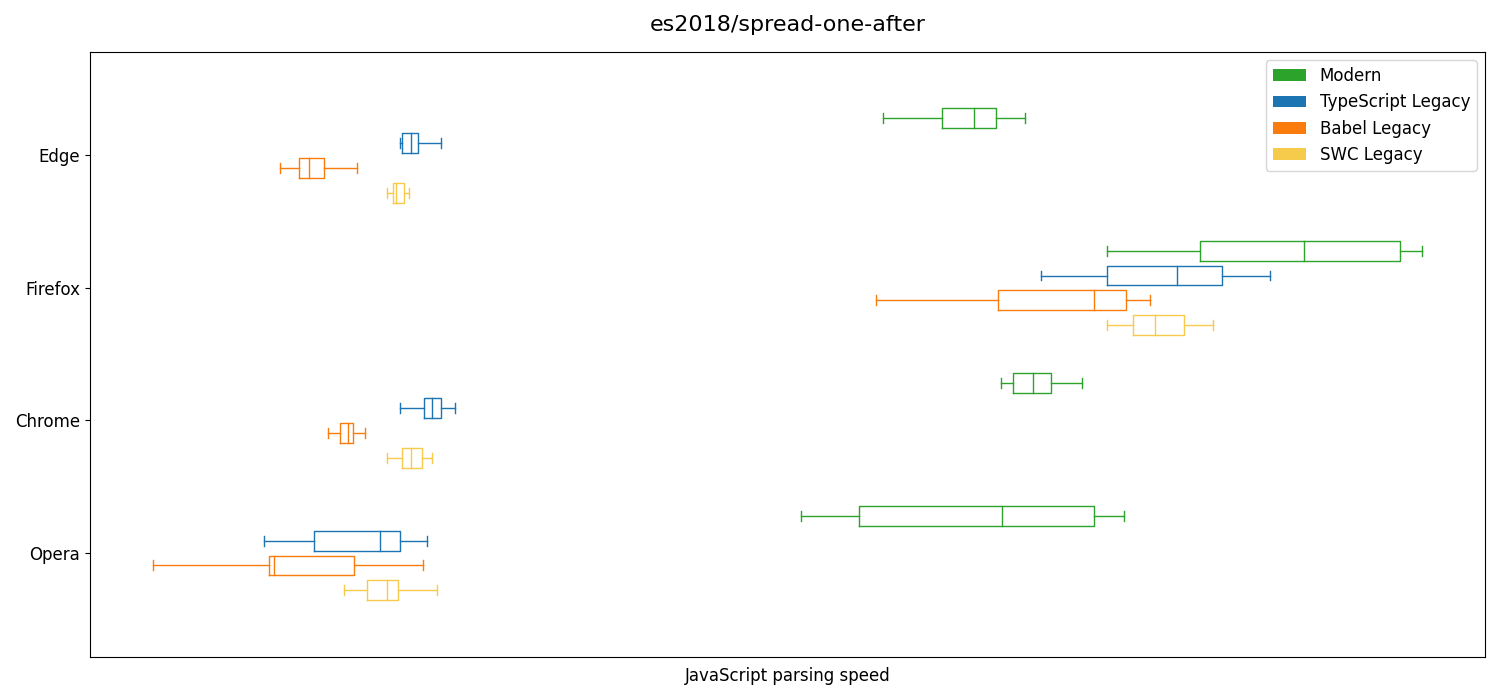 es2018/spread-one-after
Modern
TypeScript Legacy
Babel Legacy
SWC Legacy
Edge
Firefox
Chrome
Opera
JavaScript parsing speed